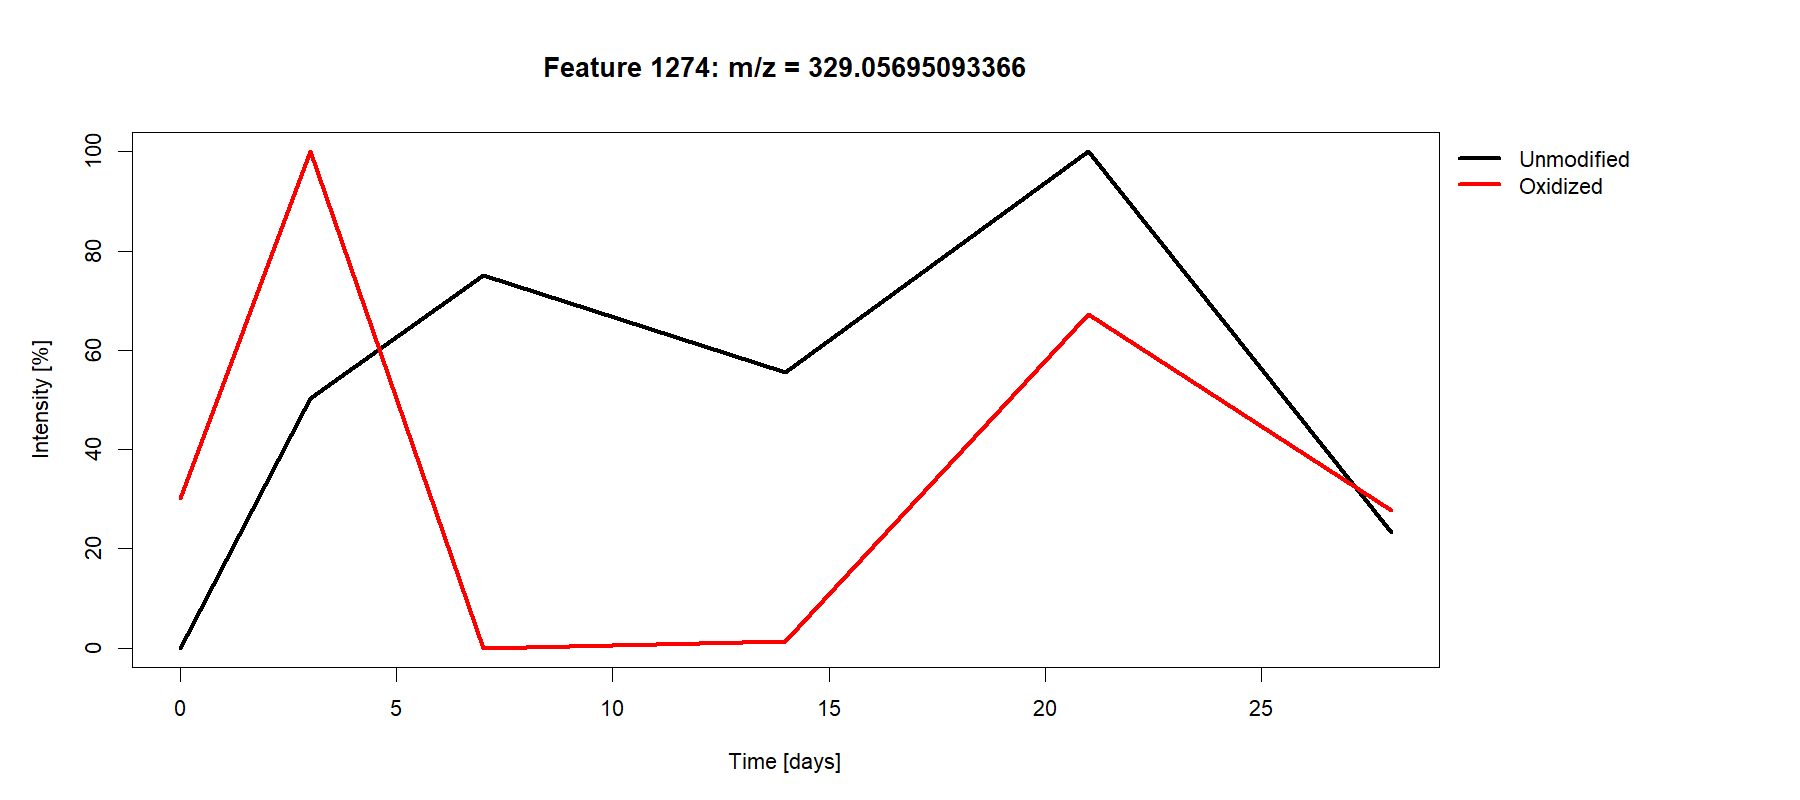 Feature 1274: m/z = 329.05695093366
Unmodified
Oxidized
Intensity [%]
100
80
60
40
20
0
0 5 10 15 20 25
Time [days]